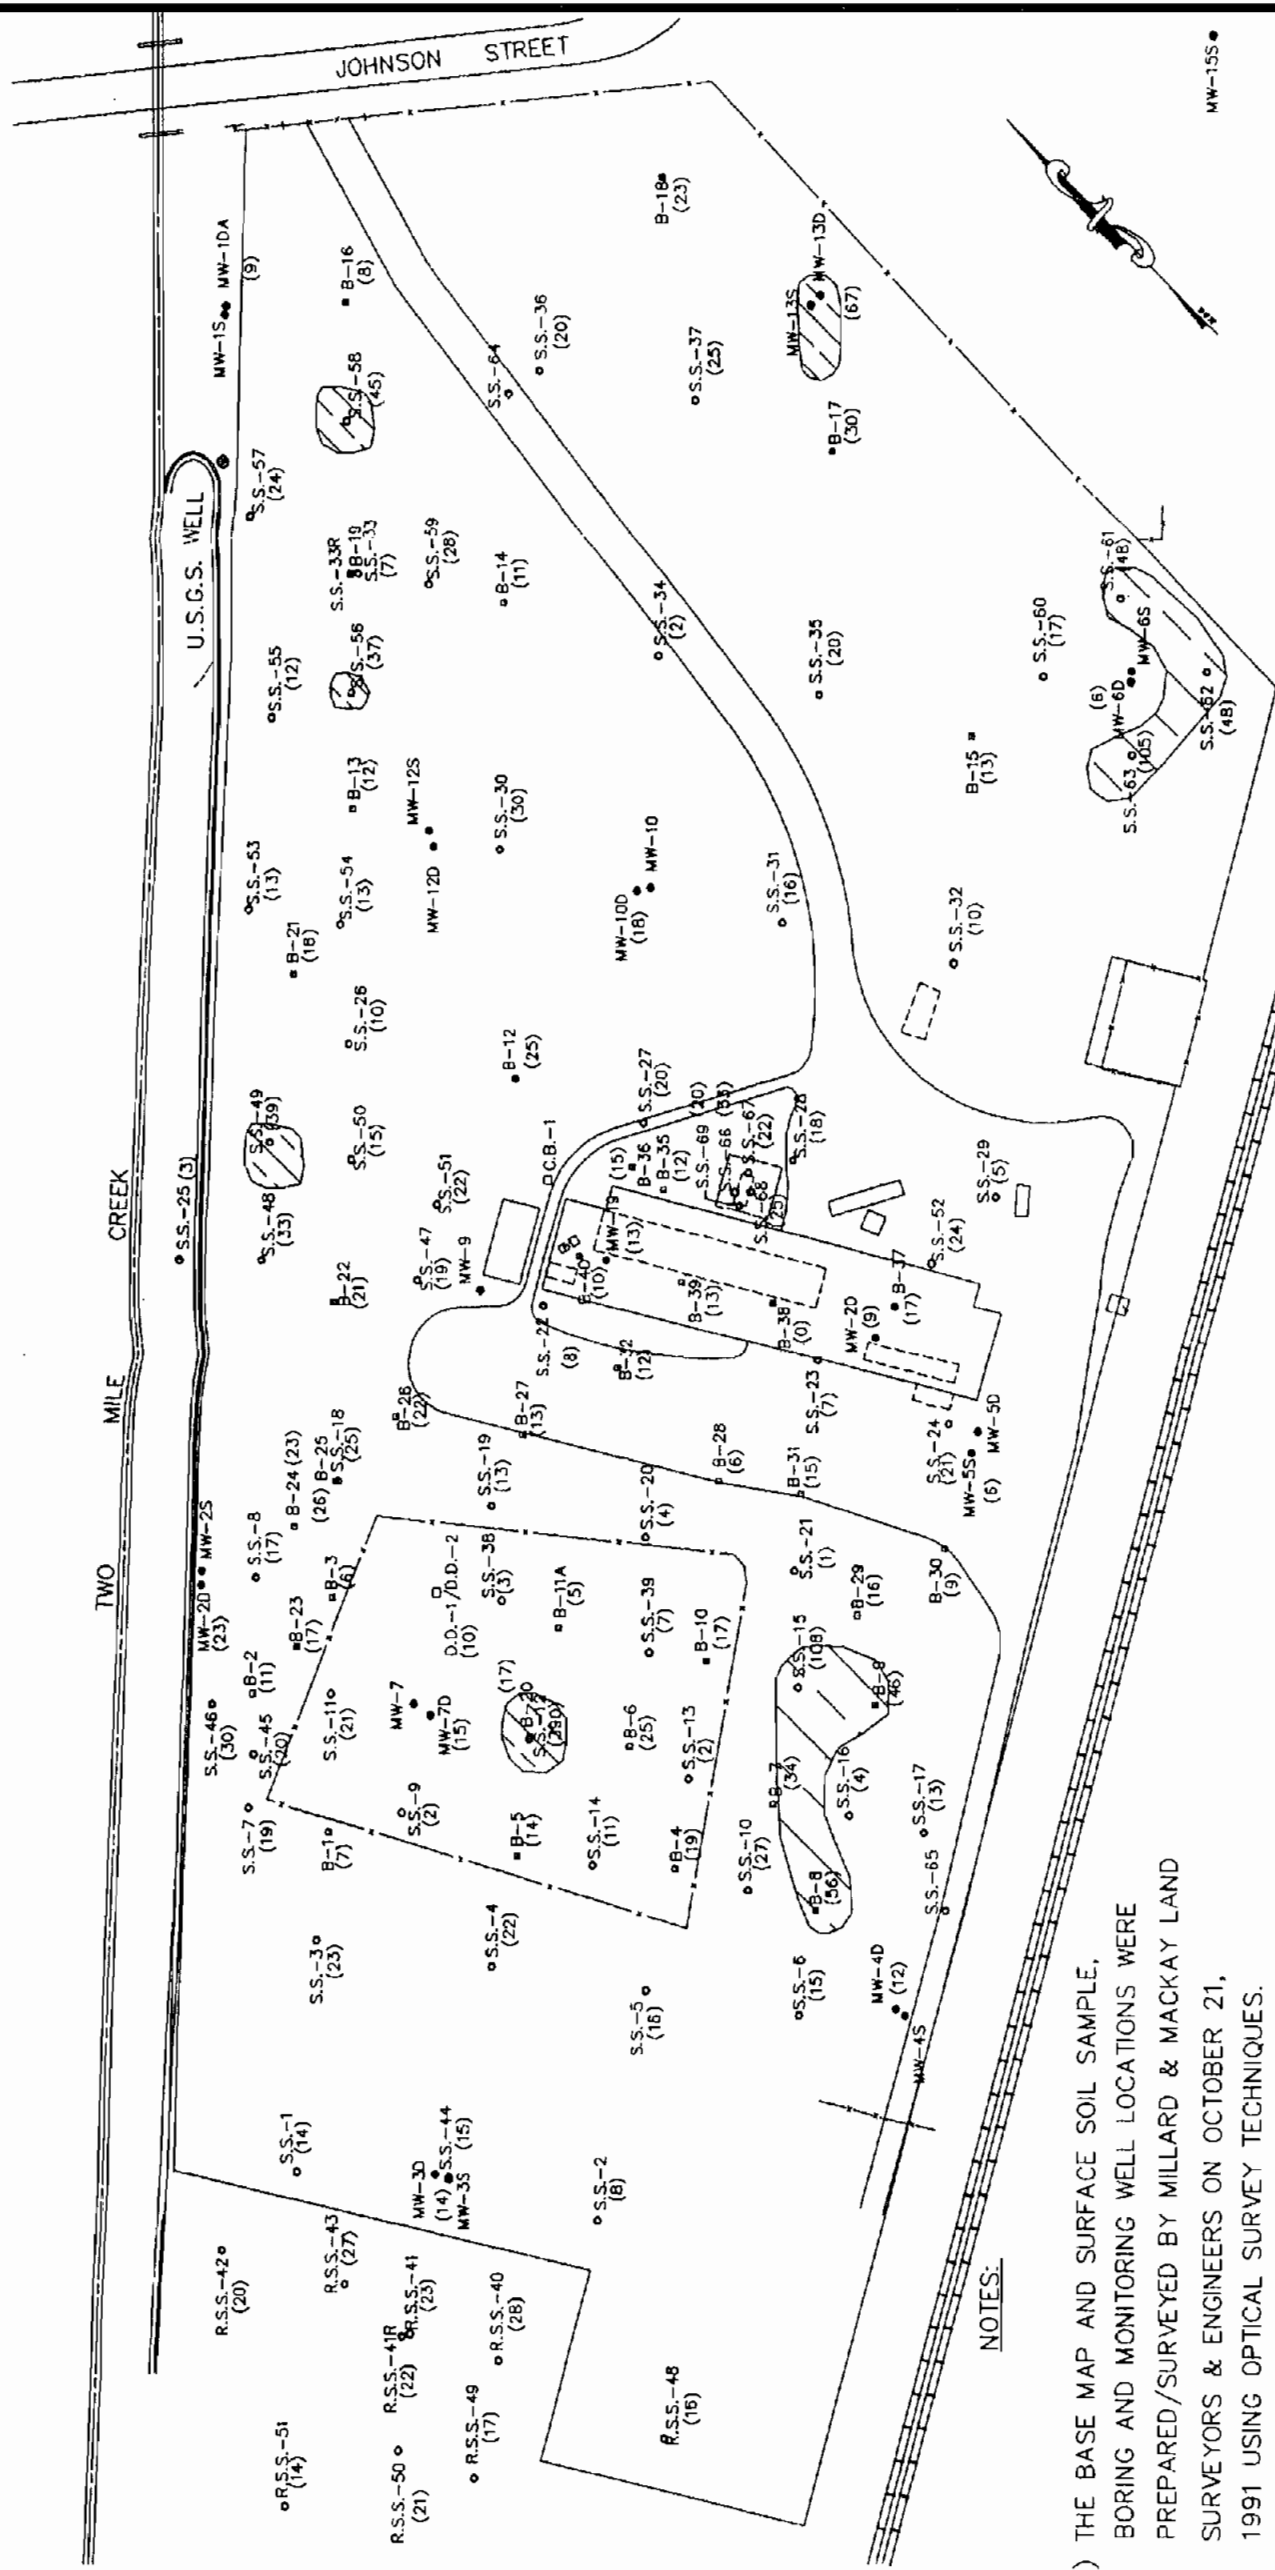 JOHNSON STREET
TWO MILE CREEK
U.S.G.S. WELL
MW-15S
MW-1S
MW-1DA
(9)
B-16
(8)
B-18
(23)
S.S.-58
(45)
S.S.-36
(20)
S.S.-64
S.S.-37
(25)
MW-13S
MW-13D
(67)
B-17
(30)
S.S.-57
(24)
S.S.-33R
B-19
S.S.-33
(7)
S.S.-59
(28)
B-14
(11)
S.S.-34
(2)
S.S.-35
(20)
S.S.-60
(17)
S.S.-61
(48)
MW-6S
MW-6D
(6)
S.S.-62
(48)
S.S.-63
(105)
B-15
(13)
S.S.-55
(12)
S.S.-56
(37)
B-13
(12)
MW-12S
MW-12D
S.S.-30
(30)
MW-10
MW-10D
(18)
S.S.-31
(16)
S.S.-32
(10)
S.S.-53
(13)
S.S.-54
(13)
B-21
(18)
S.S.-26
(10)
B-12
(25)
S.S.-27
(20)
S.S.-49
(39)
S.S.-50
(15)
S.S.-51
(22)
C.B.-1
(15)
B-36
B-35
(12)
S.S.-69
(20)
S.S.-66
S.S.-67
(22)
S.S.-68
(25)
S.S.-28
(18)
S.S.-29
(5)
S.S.-52
(24)
S.S.-25 (3)
S.S.-48
(33)
S.S.-47
(19)
MW-9
B-22
(21)
MW-19
(13)
B-40
(10)
B-39
(13)
B-38
(0)
B-37
(17)
MW-2D
(9)
S.S.-22
(8)
B-32
(12)
S.S.-23
(7)
S.S.-24
(21)
MW-5S
(6)
MW-5D
B-26
(22)
B-27
(13)
B-28
(6)
B-31
(15)
S.S.-18
(25)
B-25
(26)
B-24 (23)
S.S.-19
(13)
S.S.-20
(4)
S.S.-21
(1)
B-29
(16)
B-30
(9)
S.S.-8
(17)
MW-2S
MW-2D
(23)
B-3
(6)
B-23
(17)
B-2
(11)
D.D.-1/D.D.-2
(10)
S.S.-38
(3)
B-11A
(5)
S.S.-39
(7)
B-10
(17)
S.S.-15
(108)
B-9
(46)
S.S.-46
(30)
S.S.-45
(20)
S.S.-11
(21)
MW-7
MW-7D
(15)
(17)
B-20
S.S.-12
(290)
B-6
(25)
S.S.-13
(2)
B-7
(34)
S.S.-16
(4)
S.S.-17
(13)
S.S.-7
(19)
B-1
(7)
S.S.-9
(2)
B-5
(14)
S.S.-14
(11)
B-4
(19)
S.S.-10
(27)
B-8
(56)
S.S.-65
S.S.-3
(23)
S.S.-4
(22)
S.S.-5
(16)
S.S.-6
(15)
MW-4D
(12)
MW-4S
S.S.-1
(14)
MW-3D
(14)
S.S.-44
(15)
MW-3S
S.S.-2
(8)
R.S.S.-42
(20)
R.S.S.-43
(27)
R.S.S.-41
(23)
R.S.S.-41R
(22)
R.S.S.-40
(28)
R.S.S.-49
(17)
R.S.S.-48
(16)
R.S.S.-51
(14)
R.S.S.-50
(21)
NOTES:
) THE BASE MAP AND SURFACE SOIL SAMPLE,
BORING AND MONITORING WELL LOCATIONS WERE
PREPARED/SURVEYED BY MILLARD & MACKAY LAND
SURVEYORS & ENGINEERS ON OCTOBER 21,
1991 USING OPTICAL SURVEY TECHNIQUES.